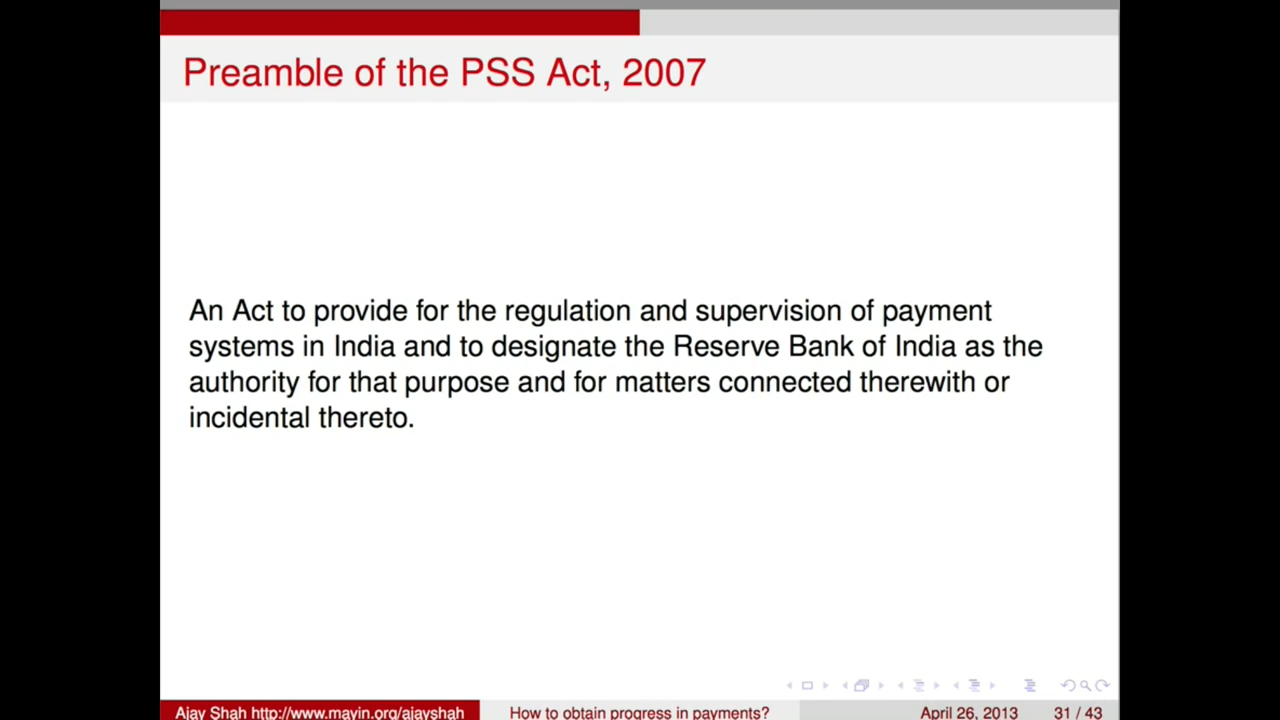 Preamble of the PSS Act, 2007
An Act to provide for the regulation and supervision of payment
systems in India and to designate the Reserve Bank of India as the
authority for that purpose and for matters connected therewith or
incidental thereto.
Ajay Shah http://www.mayin.org/ajayshah How to obtain progress in payments? April 26, 2013 31 / 43